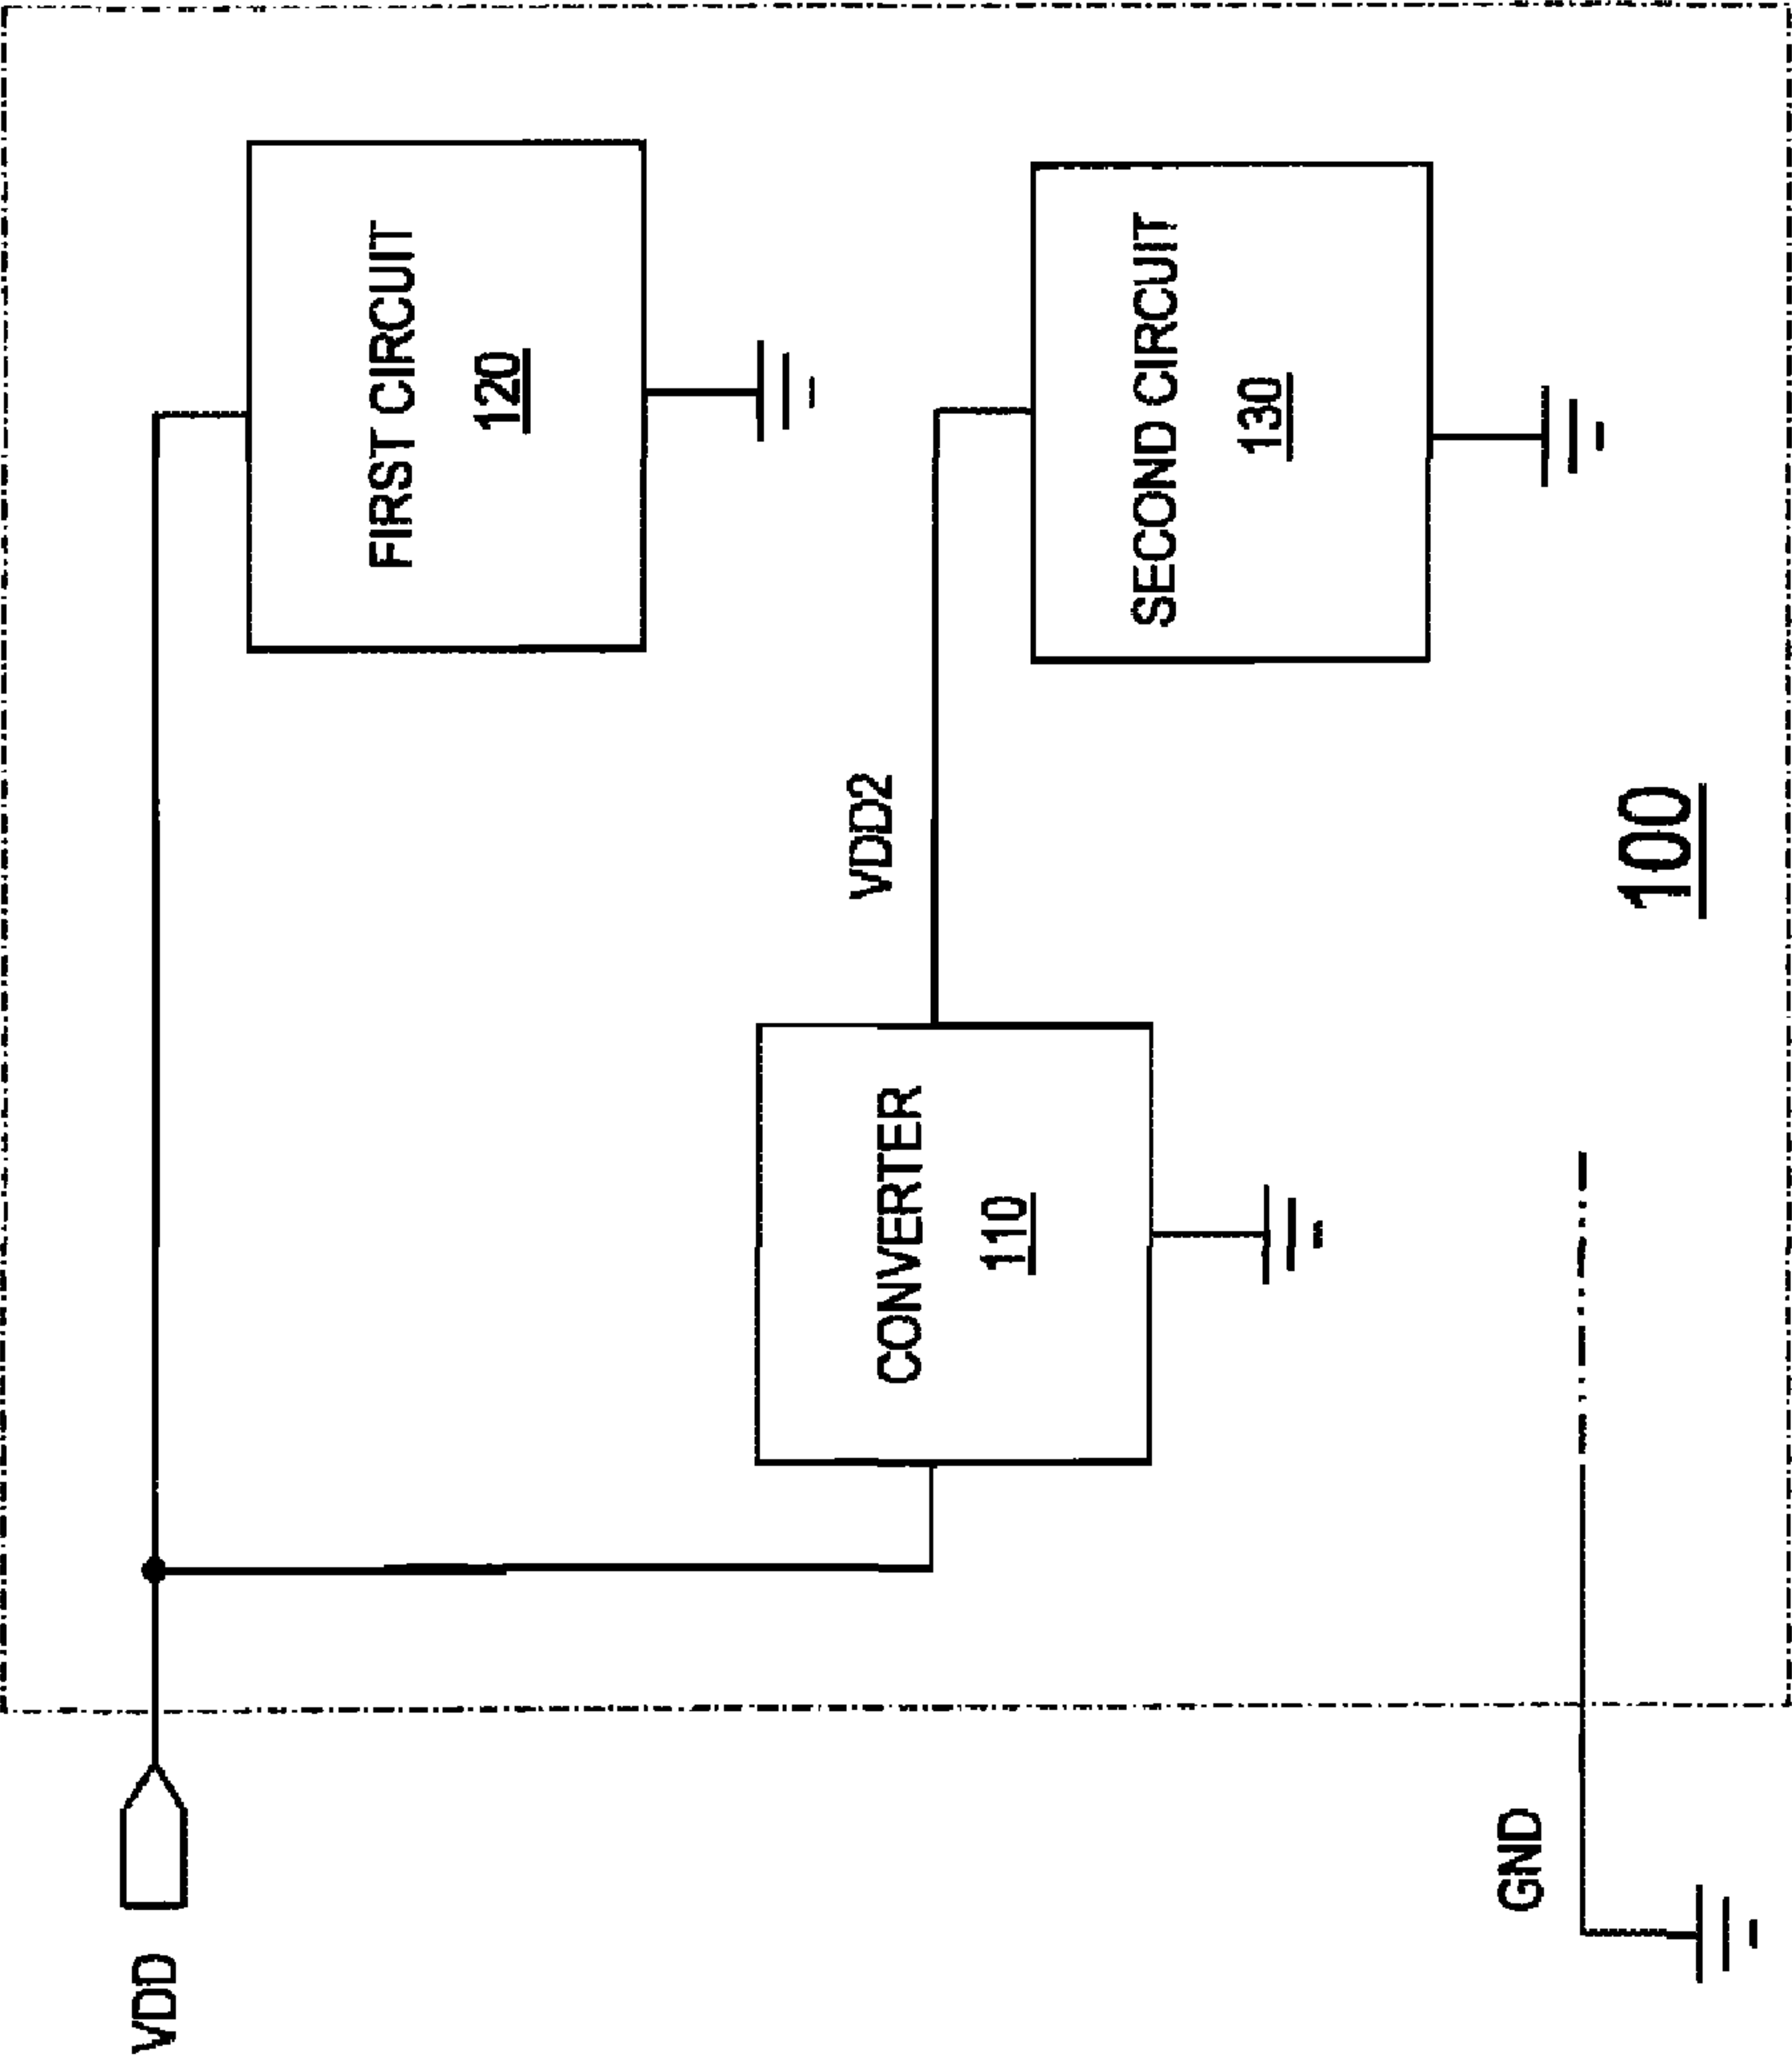 VDD
FIRST CIRCUIT
120
VDD2
CONVERTER
110
SECOND CIRCUIT
130
GND
100